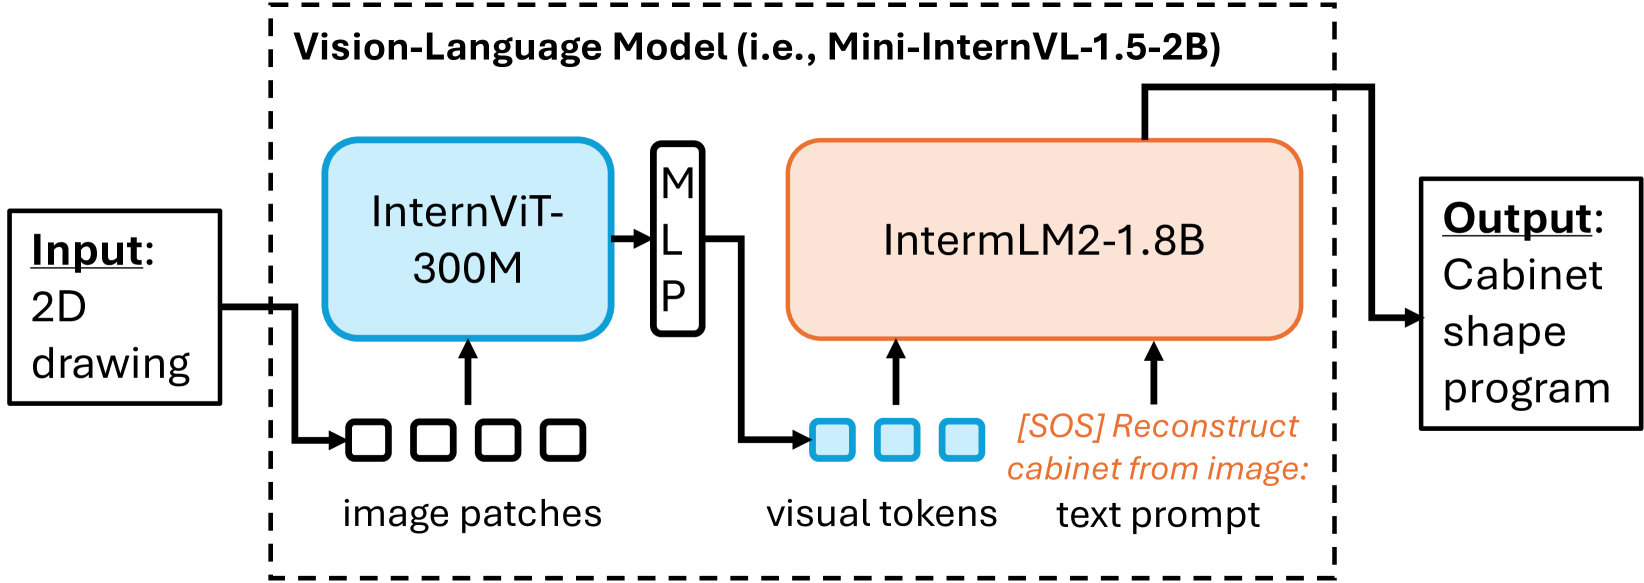 Vision-Language Model (i.e., Mini-InternVL-1.5-2B)
Input:
2D
drawing
InternViT-
300M
M
L
P
IntermLM2-1.8B
Output:
Cabinet
shape
program
[SOS] Reconstruct
cabinet from image:
image patches
visual tokens
text prompt